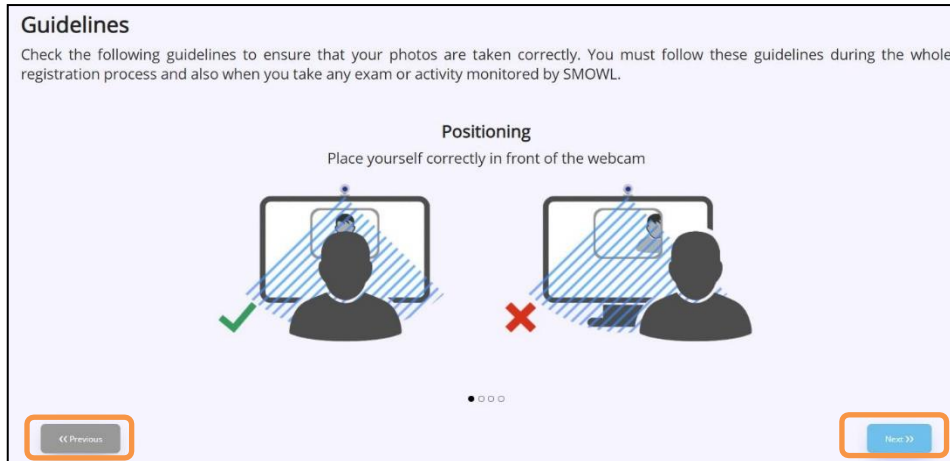 Guidelines
Check the following guidelines to ensure that your photos are taken correctly. You must follow these guidelines during the whole
registration process and also when you take any exam or activity monitored by SMOWL.
Positioning
Place yourself correctly in front of the webcam
<< Previous
Next >>